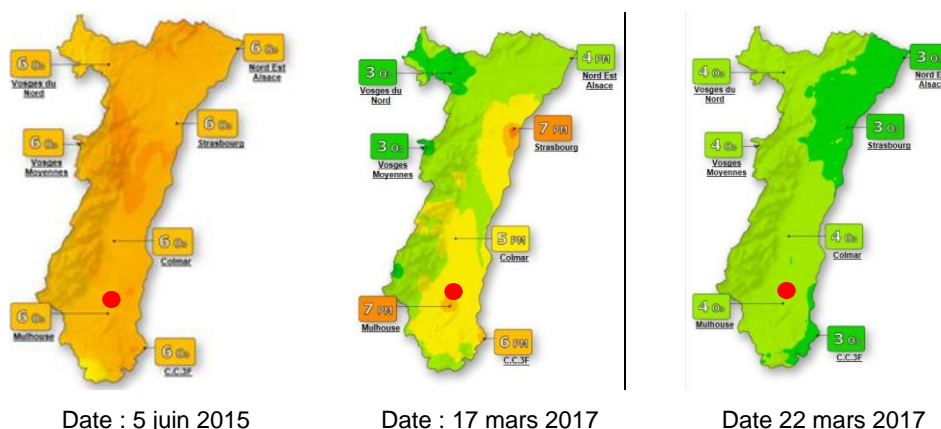 6 O₃
Vosges du
Nord
6 O₃
Nord Est
Alsace
6 O₃
Strasbourg
6 O₃
Vosges
Moyennes
6 O₃
Colmar
6 O₃
Mulhouse
6 O₃
C.C.3F
Date : 5 juin 2015
3 O₃
Vosges du
Nord
4 PM
Nord Est
Alsace
7 PM
Strasbourg
3 O₃
Vosges
Moyennes
5 PM
Colmar
7 PM
Mulhouse
6 PM
C.C.3F
Date : 17 mars 2017
4 O₃
Vosges du
Nord
3 O₃
Nord Est
Alsace
3 O₃
Strasbourg
4 O₃
Vosges
Moyennes
4 O₃
Colmar
4 O₃
Mulhouse
3 O₃
C.C.3F
Date 22 mars 2017